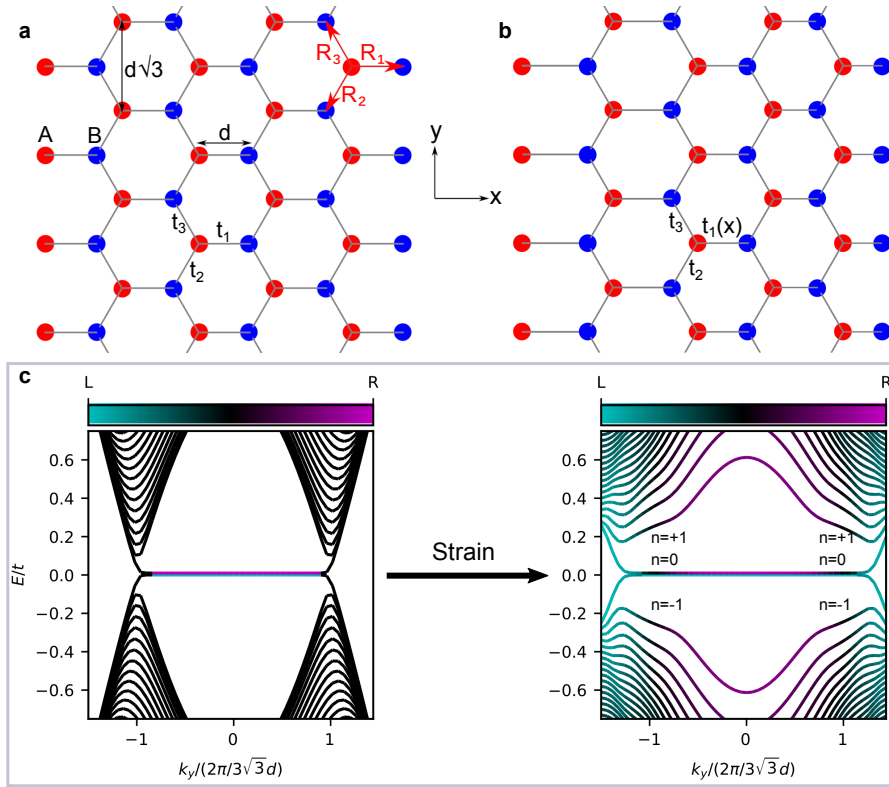 a
b
d√3
R₃
R₁
R₂
A
B
d
y
x
t₃
t₁
t₂
t₃
t₁(x)
t₂
c
L
R
L
R
0.6
0.4
0.2
0.0
−0.2
−0.4
−0.6
E/t
−1
0
1
k_y/(2π/3√3d)
Strain
0.6
0.4
0.2
0.0
−0.2
−0.4
−0.6
n=+1
n=+1
n=0
n=0
n=-1
n=-1
−1
0
1
k_y/(2π/3√3d)